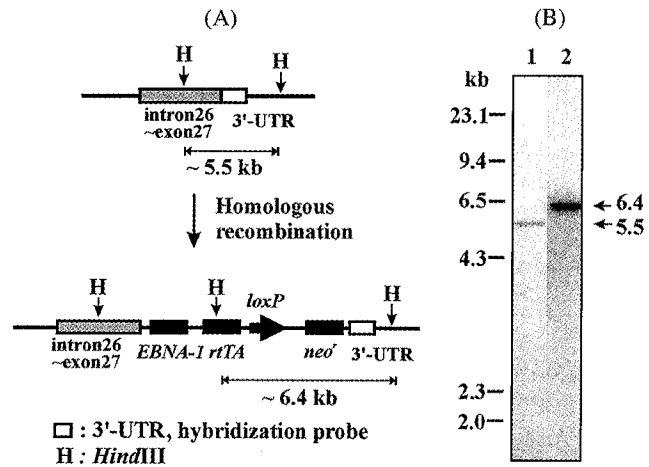 (A)
H
H
intron26
~exon27
3'-UTR
~ 5.5 kb
Homologous
recombination
H
H
loxP
H
intron26
~exon27
EBNA-1 rtTA
neoʳ
3'-UTR
~ 6.4 kb
: 3'-UTR, hybridization probe
H : HindIII
(B)
1 2
kb
23.1
9.4
6.5
6.4
5.5
4.3
2.3
2.0